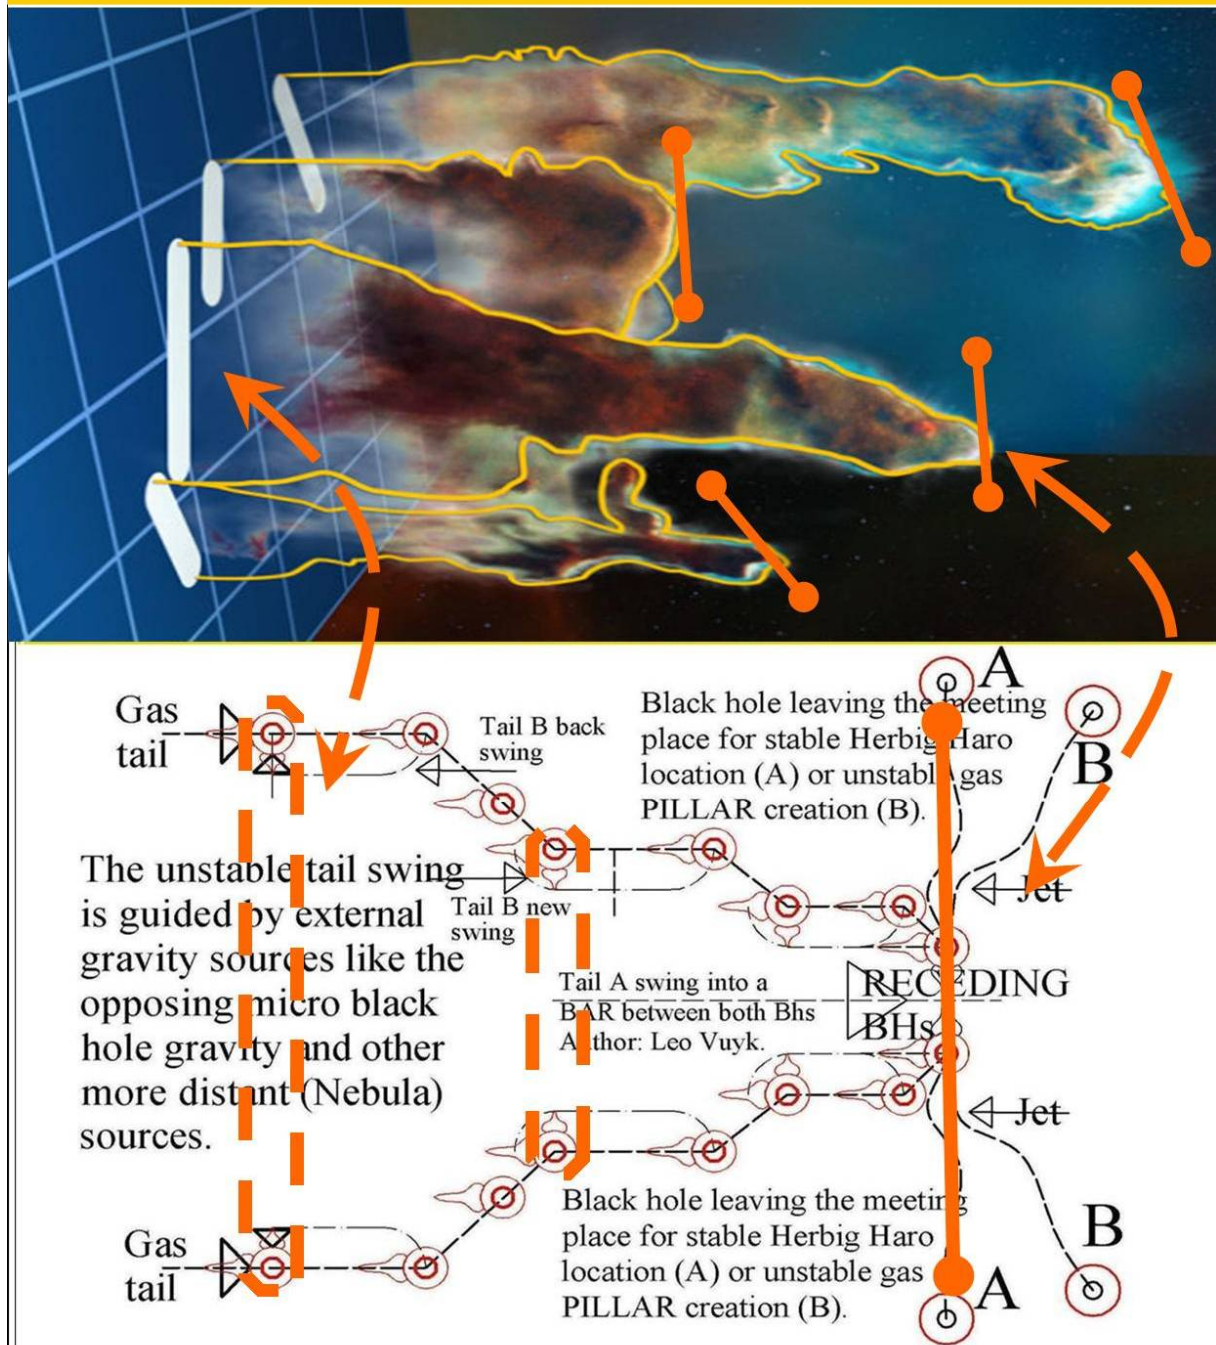 A
Gas
tail
Tail B back
swing
Black hole leaving the meeting
place for stable Herbig Haro
location (A) or unstable gas
PILLAR creation (B).
B
The unstable tail swing
is guided by external
gravity sources like the
opposing micro black
hole gravity and other
more distant (Nebula)
sources.
Tail B new
swing
Jet
Tail A swing into a
BAR between both Bhs
Author: Leo Vuyk.
RECEDING
BHs
Jet
Black hole leaving the meeting
place for stable Herbig Haro
location (A) or unstable gas
PILLAR creation (B).
Gas
tail
B
A